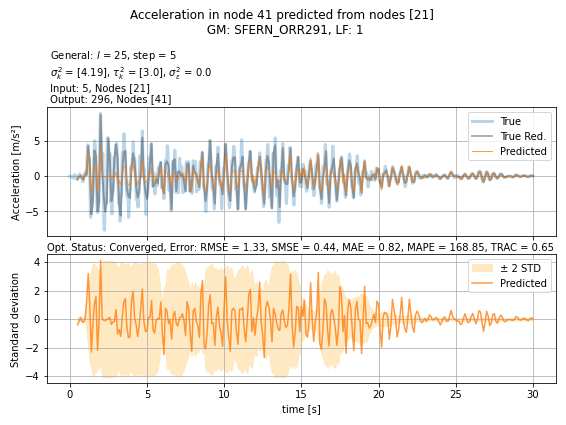 Acceleration in node 41 predicted from nodes [21]
GM: SFERN_ORR291, LF: 1
General: l = 25, step = 5
σ²ₖ = [4.19], τ²ₖ = [3.0], σ²ε = 0.0
Input: 5, Nodes [21]
Output: 296, Nodes [41]
Acceleration [m/s²]
5
0
−5
True
True Red.
Predicted
Opt. Status: Converged, Error: RMSE = 1.33, SMSE = 0.44, MAE = 0.82, MAPE = 168.85, TRAC = 0.65
Standard deviation
4
2
0
−2
−4
± 2 STD
Predicted
0 5 10 15 20 25 30
time [s]